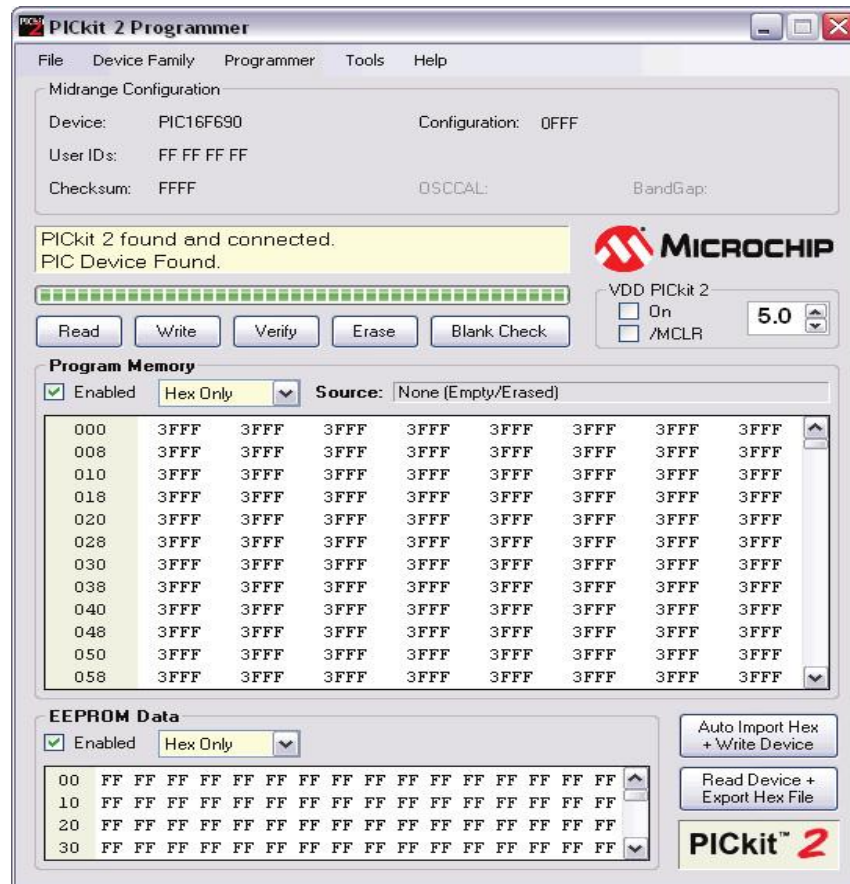 PICkit 2 Programmer
File Device Family Programmer Tools Help
Midrange Configuration
Device: PIC16F690 Configuration: 0FFF
User IDs: FF FF FF FF
Checksum: FFFF OSCCAL: BandGap:
PICkit 2 found and connected.
PIC Device Found.
MICROCHIP
VDD PICkit 2
On
/MCLR
5.0
Read Write Verify Erase Blank Check
Program Memory
Enabled Hex Only Source: None (Empty/Erased)
000 3FFF 3FFF 3FFF 3FFF 3FFF 3FFF 3FFF 3FFF
008 3FFF 3FFF 3FFF 3FFF 3FFF 3FFF 3FFF 3FFF
010 3FFF 3FFF 3FFF 3FFF 3FFF 3FFF 3FFF 3FFF
018 3FFF 3FFF 3FFF 3FFF 3FFF 3FFF 3FFF 3FFF
020 3FFF 3FFF 3FFF 3FFF 3FFF 3FFF 3FFF 3FFF
028 3FFF 3FFF 3FFF 3FFF 3FFF 3FFF 3FFF 3FFF
030 3FFF 3FFF 3FFF 3FFF 3FFF 3FFF 3FFF 3FFF
038 3FFF 3FFF 3FFF 3FFF 3FFF 3FFF 3FFF 3FFF
040 3FFF 3FFF 3FFF 3FFF 3FFF 3FFF 3FFF 3FFF
048 3FFF 3FFF 3FFF 3FFF 3FFF 3FFF 3FFF 3FFF
050 3FFF 3FFF 3FFF 3FFF 3FFF 3FFF 3FFF 3FFF
058 3FFF 3FFF 3FFF 3FFF 3FFF 3FFF 3FFF 3FFF
EEPROM Data
Enabled Hex Only
00 FF FF FF FF FF FF FF FF FF FF FF FF FF FF FF FF
10 FF FF FF FF FF FF FF FF FF FF FF FF FF FF FF FF
20 FF FF FF FF FF FF FF FF FF FF FF FF FF FF FF FF
30 FF FF FF FF FF FF FF FF FF FF FF FF FF FF FF FF
Auto Import Hex
+ Write Device
Read Device +
Export Hex File
PICkit™ 2